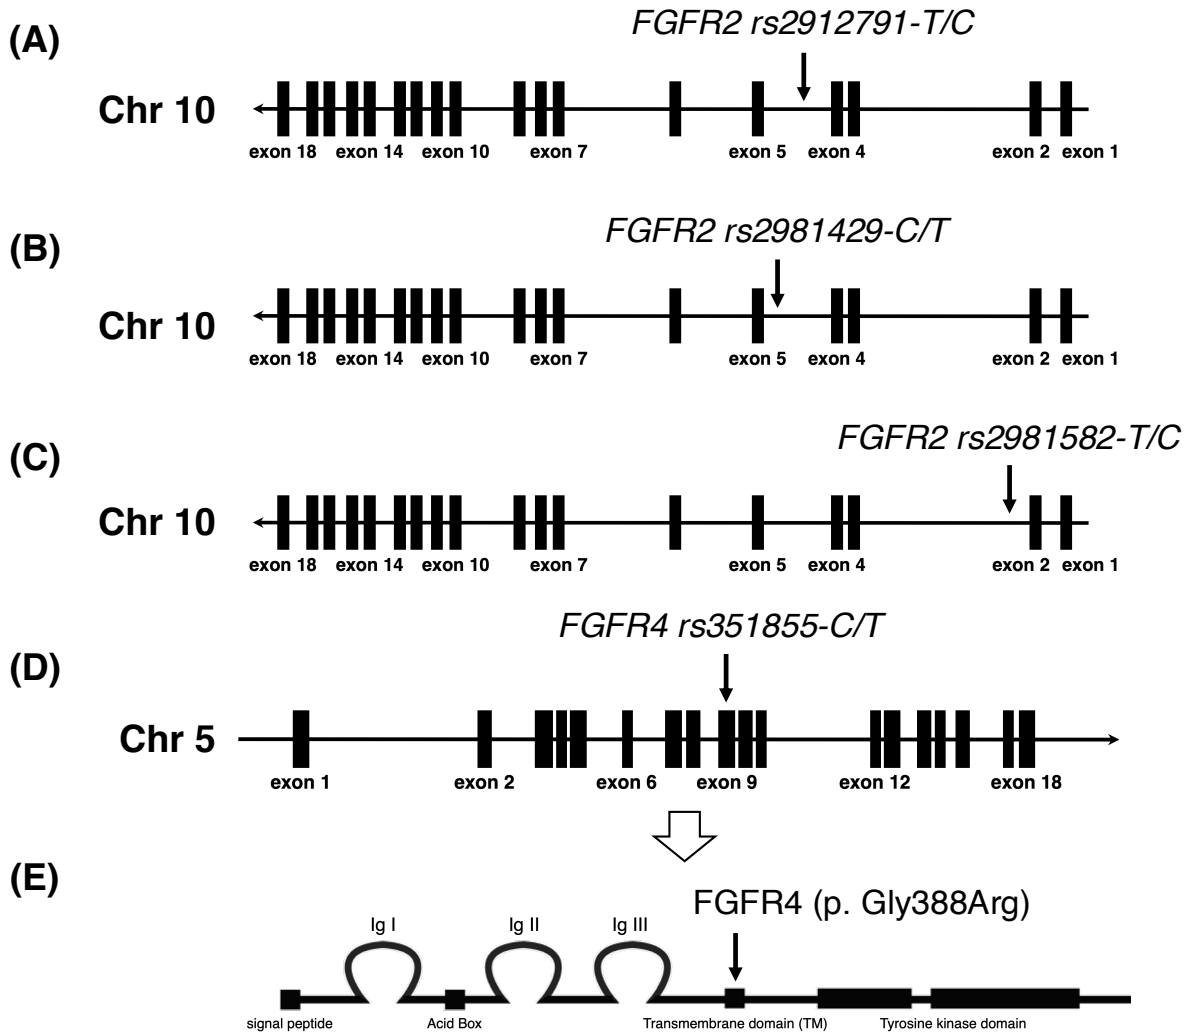 (A)
FGFR2 rs2912791-T/C
Chr 10
exon 18 exon 14 exon 10 exon 7 exon 5 exon 4 exon 2 exon 1
(B)
FGFR2 rs2981429-C/T
Chr 10
exon 18 exon 14 exon 10 exon 7 exon 5 exon 4 exon 2 exon 1
(C)
FGFR2 rs2981582-T/C
Chr 10
exon 18 exon 14 exon 10 exon 7 exon 5 exon 4 exon 2 exon 1
FGFR4 rs351855-C/T
(D)
Chr 5
exon 1 exon 2 exon 6 exon 9 exon 12 exon 18
(E)
FGFR4 (p. Gly388Arg)
Ig I Ig II Ig III
signal peptide Acid Box Transmembrane domain (TM) Tyrosine kinase domain